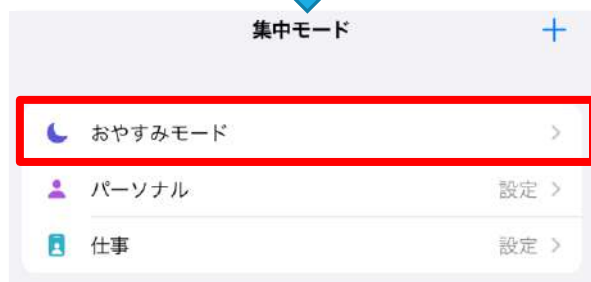 集中モード
おやすみモード
パーソナル 設定
仕事 設定